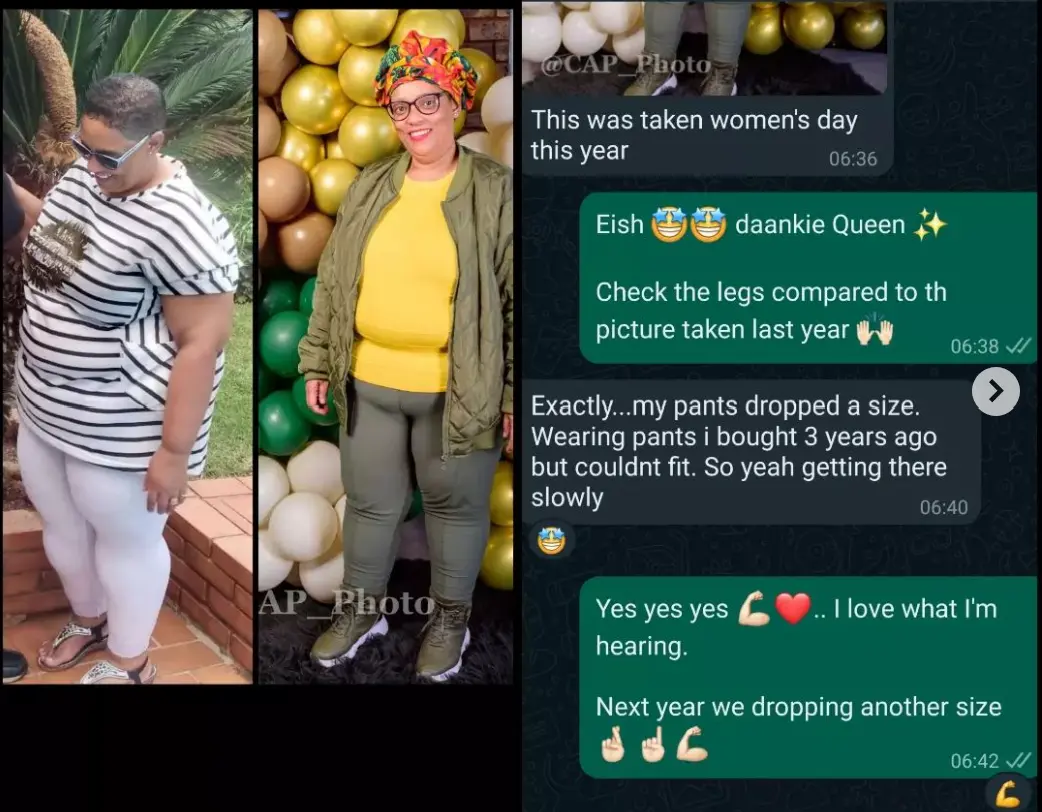 AP_Photo
@CAP_Photo
This was taken women's day
this year
06:36
Eish 🤩🤩 daankie Queen ✨
Check the legs compared to th
picture taken last year 🙌🏻
06:38
Exactly...my pants dropped a size.
Wearing pants i bought 3 years ago
but couldnt fit. So yeah getting there
slowly
06:40
🤩
Yes yes yes 💪🏻❤️.. I love what I'm
hearing.
Next year we dropping another size
🤞🏻☝🏻💪🏻
06:42
💪